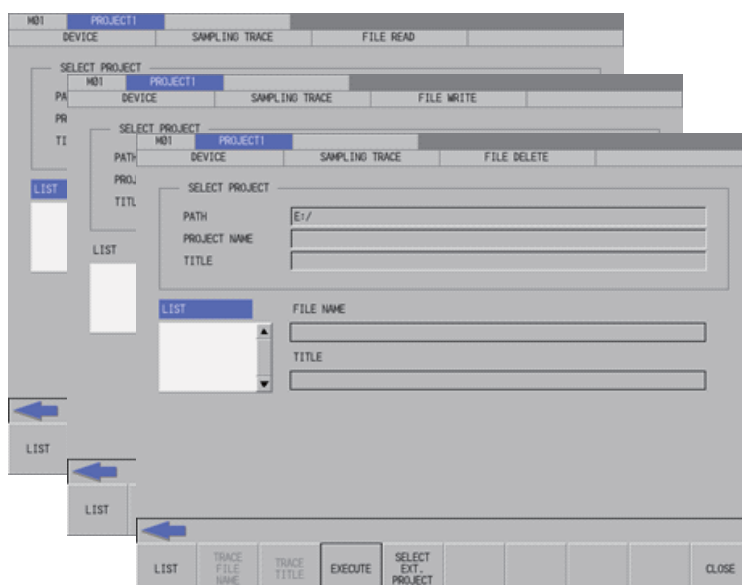 M01 PROJECT1
DEVICE SAMPLING TRACE FILE READ
SELECT PROJECT
PA
PR
TI
LIST
LIST
M01 PROJECT1
DEVICE SAMPLING TRACE FILE WRITE
SELECT PROJECT
PATH
PROJ
TITL
LIST
LIST
M01 PROJECT1
DEVICE SAMPLING TRACE FILE DELETE
SELECT PROJECT
PATH E:/
PROJECT NAME
TITLE
LIST FILE NAME
TITLE
LIST TRACE FILE NAME TRACE TITLE EXECUTE SELECT EXT. PROJECT CLOSE